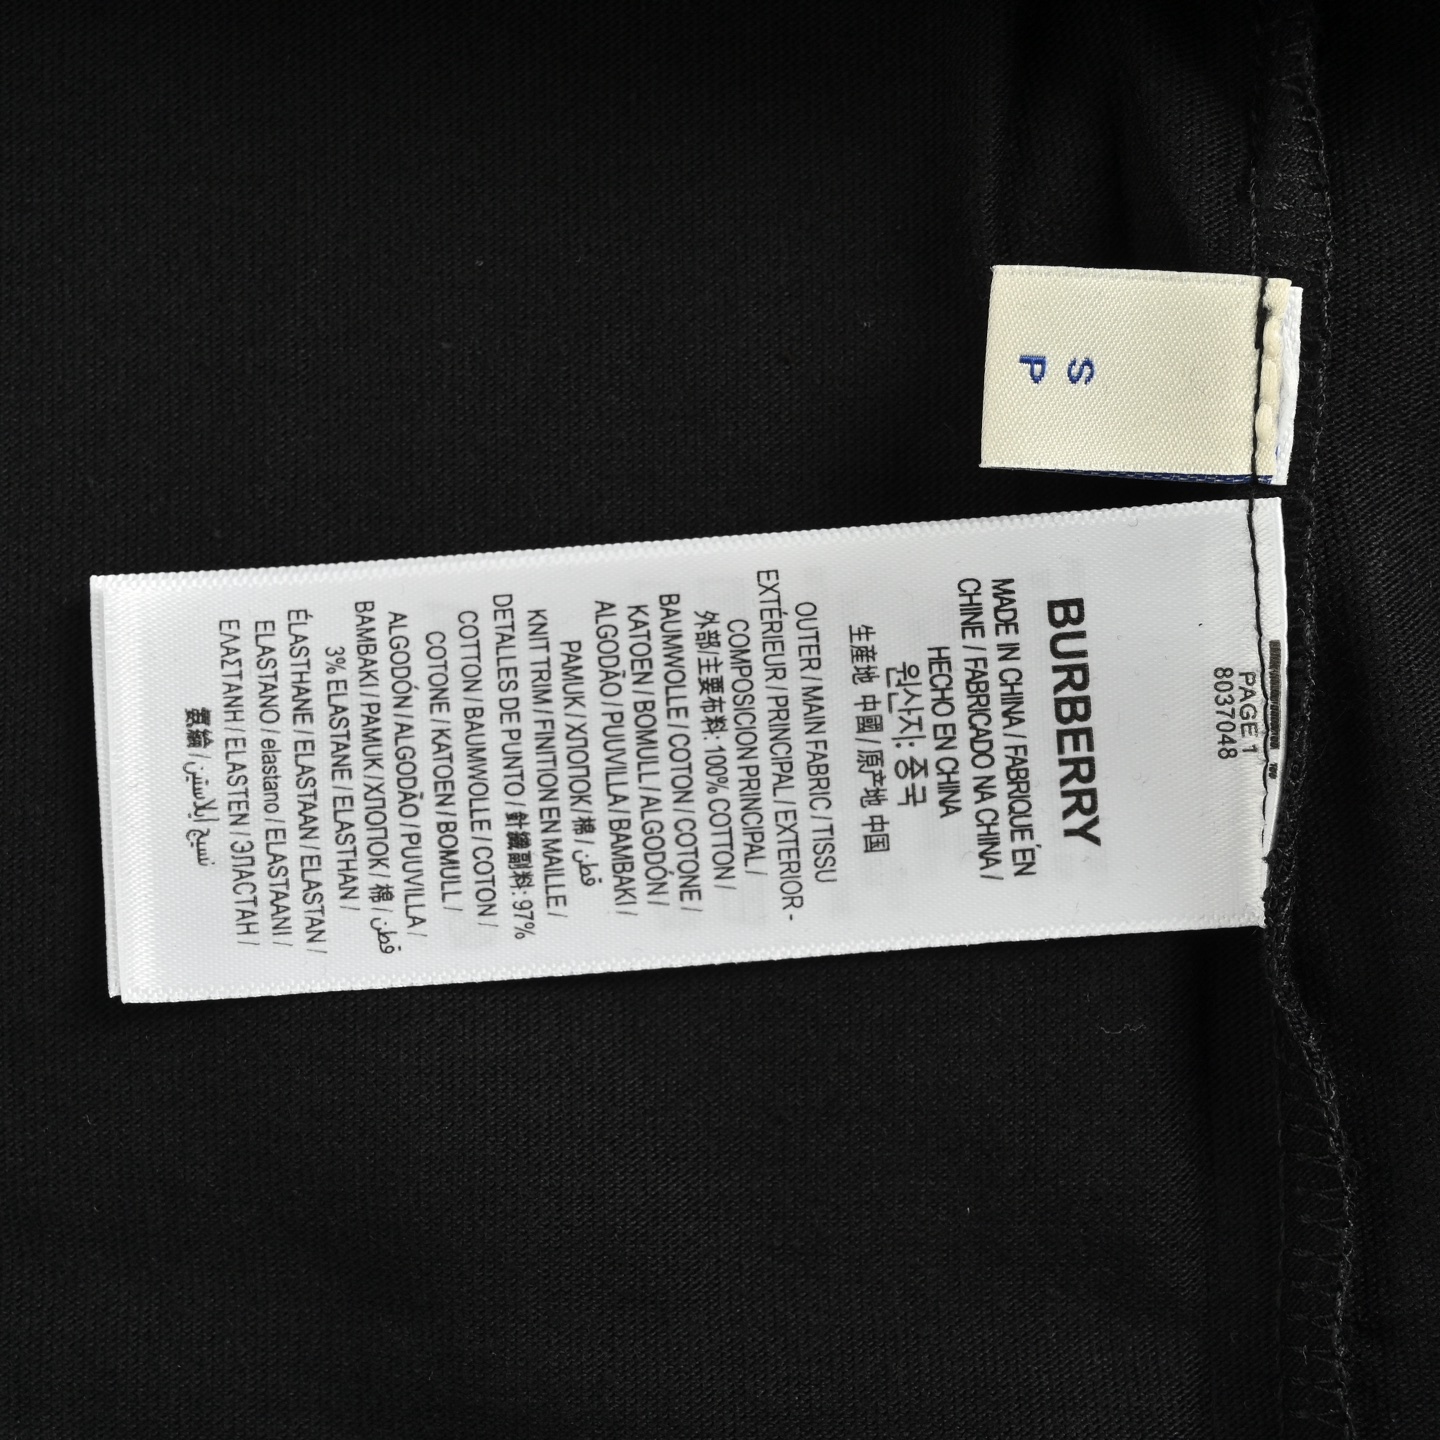 S
P
PAGE 1
8037048
BURBERRY
MADE IN CHINA / FABRIQUÉ EN
CHINE / FABRICADO NA CHINA /
HECHO EN CHINA
원산지: 중국
生産地 中國 / 原产地 中国
OUTER / MAIN FABRIC / TISSU
EXTÉRIEUR / PRINCIPAL / EXTERIOR -
COMPOSICION PRINCIPAL /
外部/主要布料: 100% COTTON /
BAUMWOLLE / COTON / COTONE /
KATOEN / BOMULL / ALGODÓN /
ALGODÃO / PUUVILLA / BAMBAKI /
PAMUK / ХЛОПОК / 棉 / قطن
KNIT TRIM / FINITION EN MAILLE /
DETALLES DE PUNTO / 針織副料: 97%
COTTON / BAUMWOLLE / COTON /
COTONE / KATOEN / BOMULL /
ALGODÓN / ALGODÃO / PUUVILLA /
BAMBAKI / PAMUK / ХЛОПОК / 棉 / قطن
3% ELASTANE / ELASTHAN /
ÉLASTHANE / ELASTAAN / ELASTAN /
ELASTANO / elastano / ELASTAANI /
ΕΛΑΣΤΑΝΗ / ELASTEN / ЭЛАСТАН /
氨綸 / نسيج إيلاستين